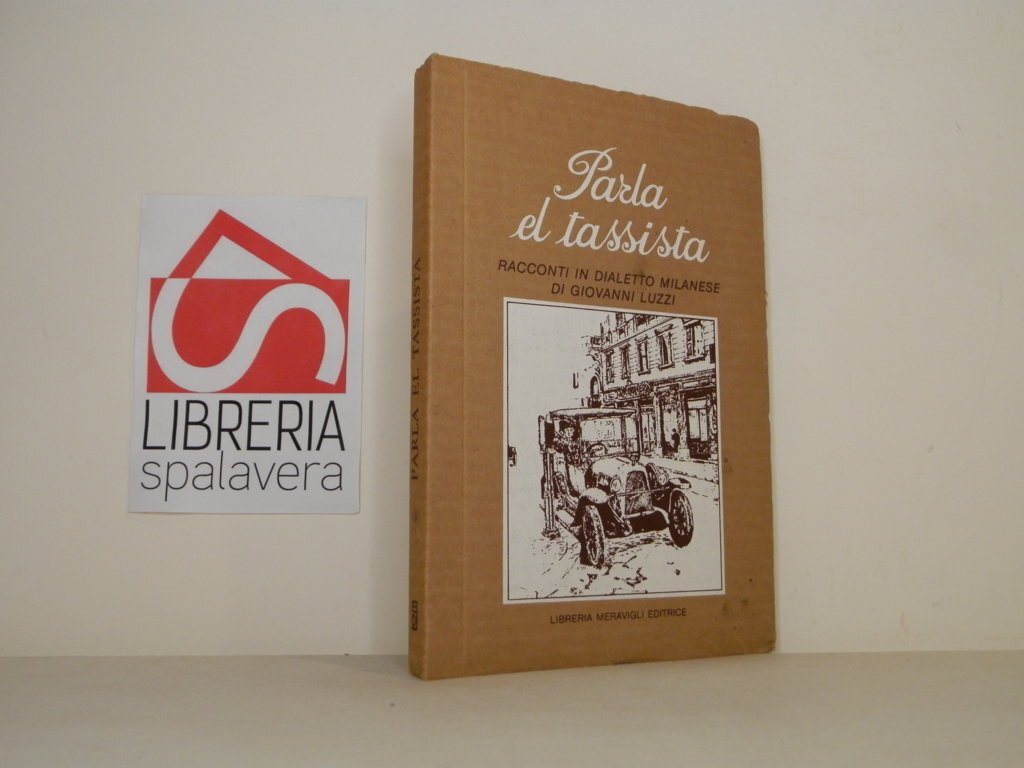 LIBRERIA
spalavera
PARLA EL TASSISTA
Parla
el tassista
RACCONTI IN DIALETTO MILANESE
DI GIOVANNI LUZZI
LIBRERIA MERAVIGLI EDITRICE